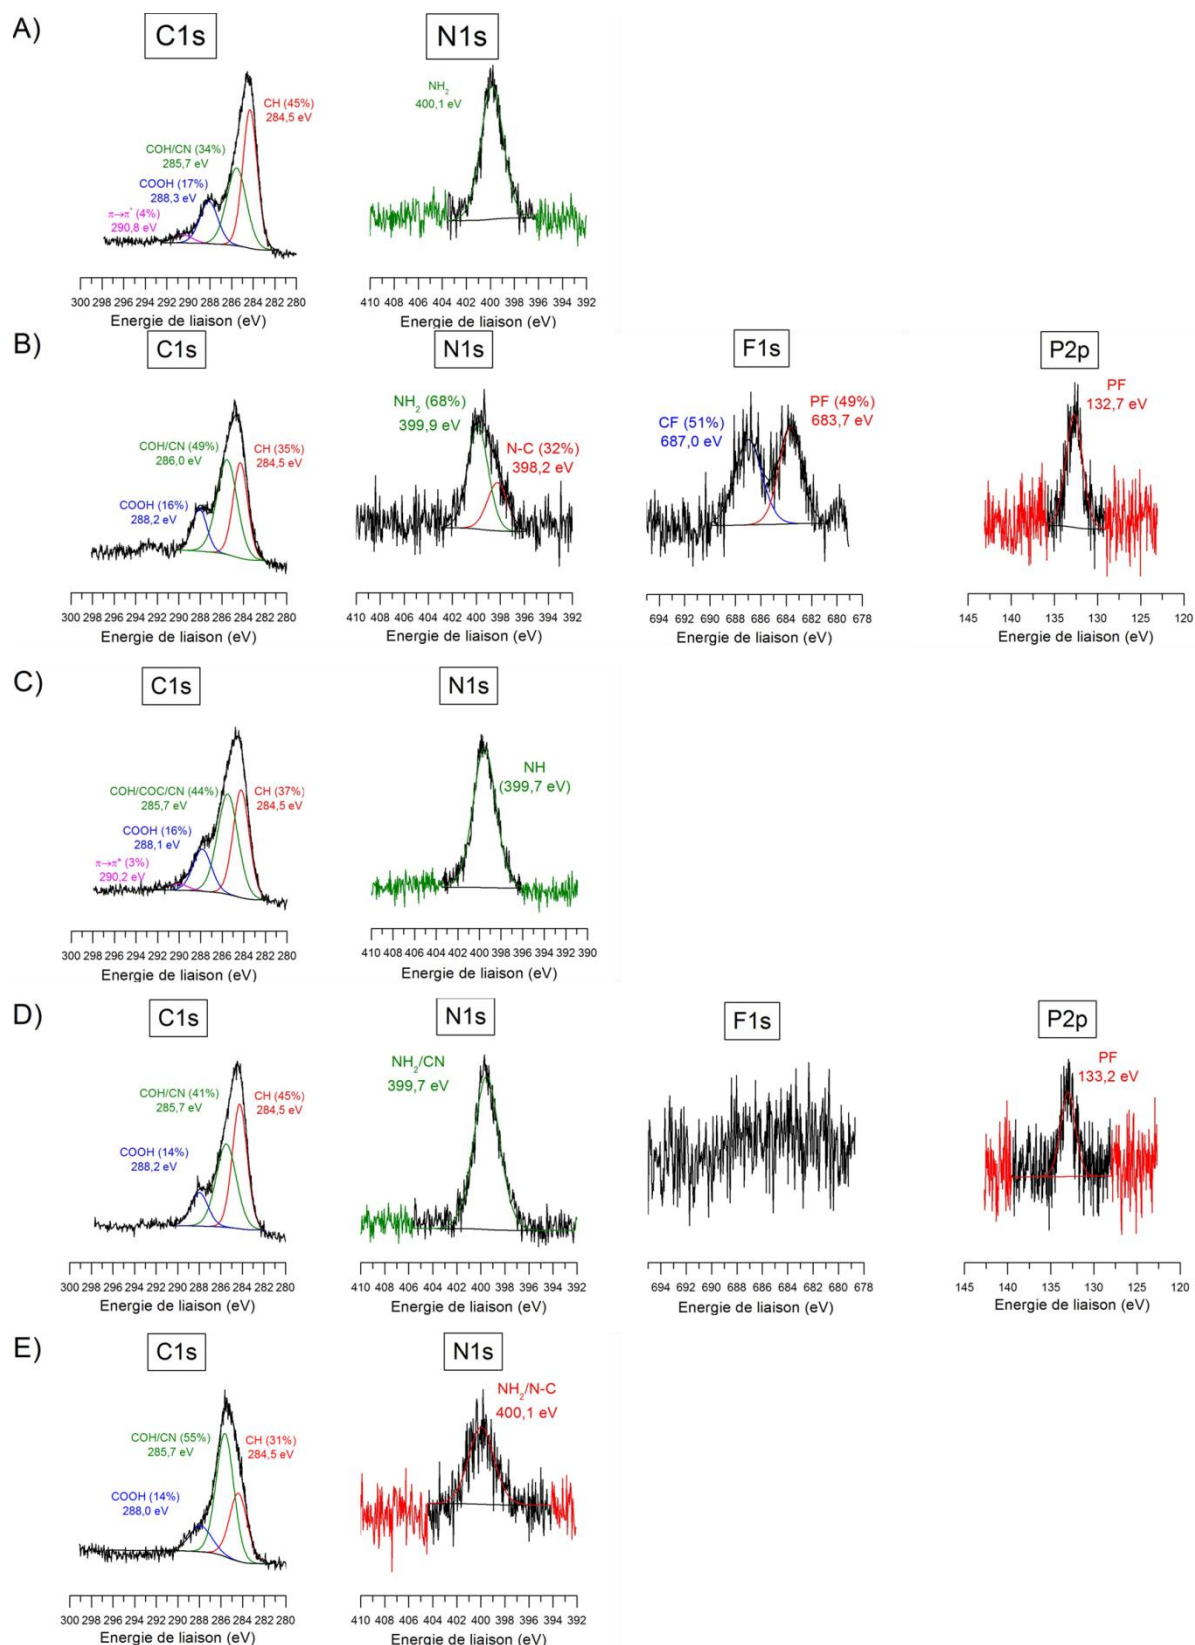 A)
C1s
N1s
CH (45%)
284,5 eV
COH/CN (34%)
285,7 eV
COOH (17%)
288,3 eV
π→π* (4%)
290,8 eV
NH₂
400,1 eV
300 298 296 294 292 290 288 286 284 282 280
Energie de liaison (eV)
410 408 406 404 402 400 398 396 394 392
Energie de liaison (eV)
B)
C1s
N1s
F1s
P2p
COH/CN (49%)
286,0 eV
CH (35%)
284,5 eV
COOH (16%)
288,2 eV
NH₂ (68%)
399,9 eV
N-C (32%)
398,2 eV
CF (51%)
687,0 eV
PF (49%)
683,7 eV
PF
132,7 eV
300 298 296 294 292 290 288 286 284 282 280
Energie de liaison (eV)
410 408 406 404 402 400 398 396 394 392
Energie de liaison (eV)
694 692 690 688 686 684 682 680 678
Energie de liaison (eV)
145 140 135 130 125 120
Energie de liaison (eV)
C)
C1s
N1s
COH/COC/CN (44%)
285,7 eV
CH (37%)
284,5 eV
COOH (16%)
288,1 eV
π→π* (3%)
290,2 eV
NH
(399,7 eV)
300 298 296 294 292 290 288 286 284 282 280
Energie de liaison (eV)
410 408 406 404 402 400 398 396 394 392 390
Energie de liaison (eV)
D)
C1s
N1s
F1s
P2p
COH/CN (41%)
285,7 eV
CH (45%)
284,5 eV
COOH (14%)
288,2 eV
NH₂/CN
399,7 eV
PF
133,2 eV
300 298 296 294 292 290 288 286 284 282 280
Energie de liaison (eV)
410 408 406 404 402 400 398 396 394 392
Energie de liaison (eV)
694 692 690 688 686 684 682 680 678
Energie de liaison (eV)
145 140 135 130 125 120
Energie de liaison (eV)
E)
C1s
N1s
COH/CN (55%)
285,7 eV
CH (31%)
284,5 eV
COOH (14%)
288,0 eV
NH₂/N-C
400,1 eV
300 298 296 294 292 290 288 286 284 282 280
Energie de liaison (eV)
410 408 406 404 402 400 398 396 394 392
Energie de liaison (eV)